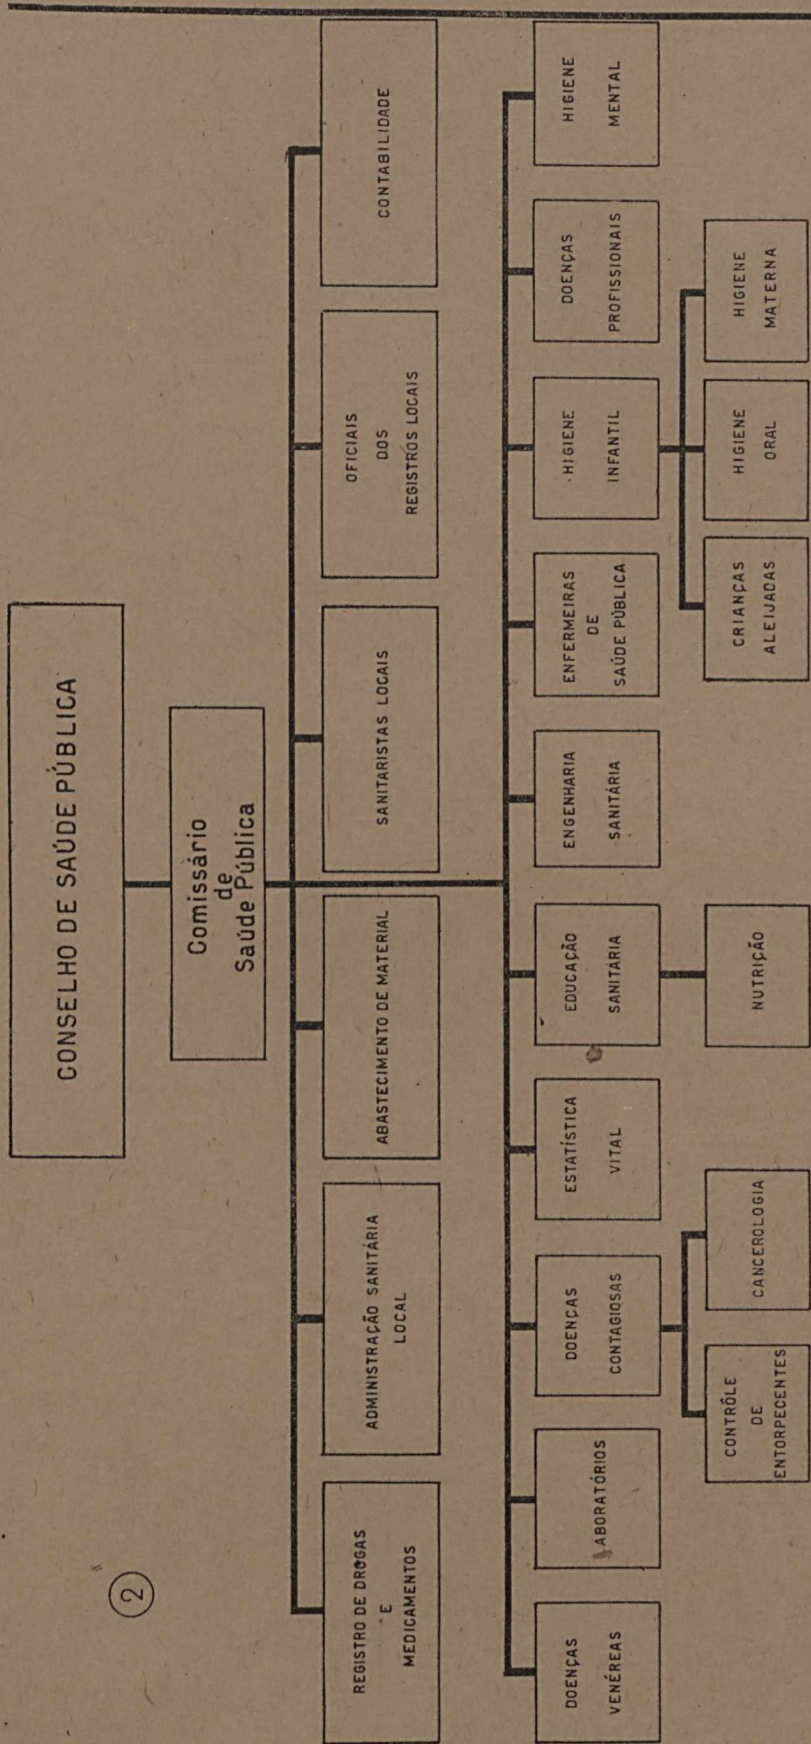 2
CONSELHO DE SAÚDE PÚBLICA
Comissário
de
Saúde Pública
REGISTRO DE DROGAS
E
MEDICAMENTOS
ADMINISTRAÇÃO SANITÁRIA
LOCAL
ABASTECIMENTO DE MATERIAL
SANITARISTAS LOCAIS
OFICIAIS
DOS
REGISTROS LOCAIS
CONTABILIDADE
DOENÇAS
VENÉREAS
LABORATÓRIOS
DOENÇAS
CONTAGIOSAS
ESTATÍSTICA
VITAL
EDUCAÇÃO
SANITÁRIA
ENGENHARIA
SANITÁRIA
ENFERMEIRAS
DE
SAÚDE PÚBLICA
HIGIENE
INFANTIL
DOENÇAS
PROFISSIONAIS
HIGIENE
MENTAL
CONTRÔLE
DE
ENTORPECENTES
CANCEROLOGIA
NUTRIÇÃO
CRIANÇAS
ALEIJADAS
HIGIENE
ORAL
HIGIENE
MATERNA